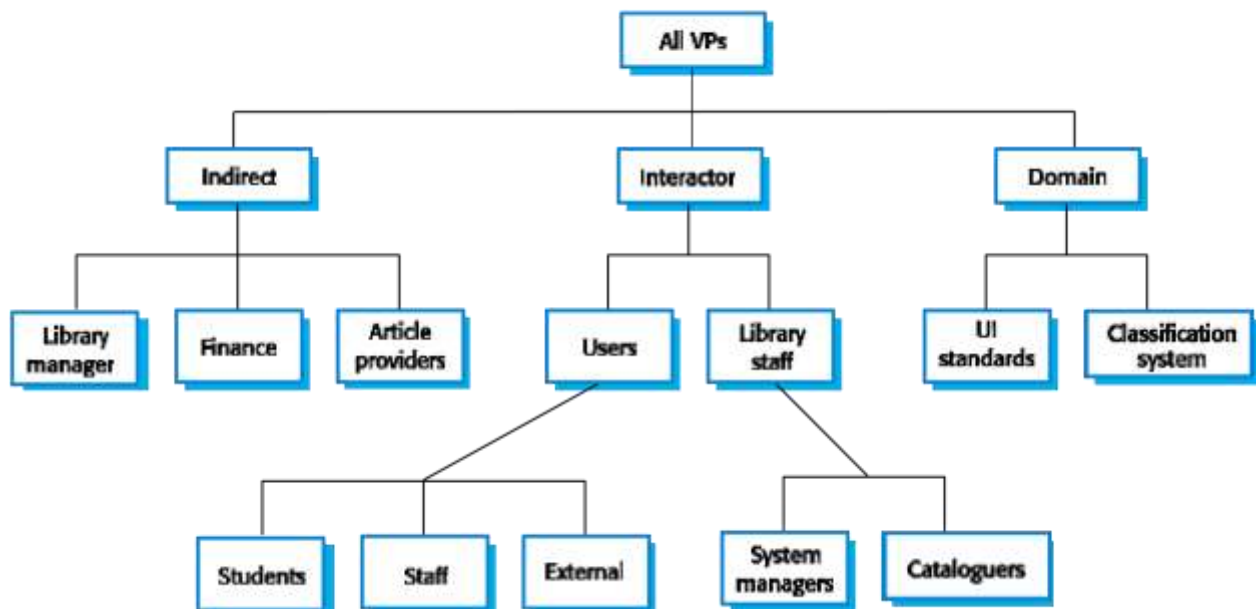 All VPs
Indirect
Interactor
Domain
Library
manager
Finance
Article
providers
Users
Library
staff
UI
standards
Classification
system
Students
Staff
External
System
managers
Cataloguers